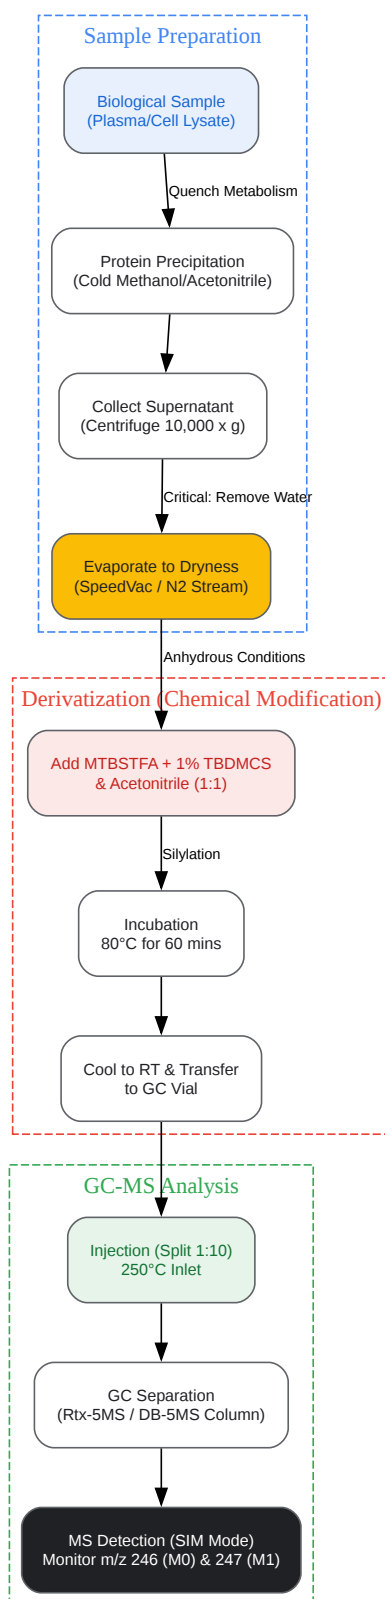 Sample Preparation
Biological Sample
(Plasma/Cell Lysate)
Quench Metabolism
Protein Precipitation
(Cold Methanol/Acetonitrile)
Collect Supernatant
(Centrifuge 10,000 x g)
Critical: Remove Water
Evaporate to Dryness
(SpeedVac / N2 Stream)
Anhydrous Conditions
Derivatization (Chemical Modification)
Add MTBSTFA + 1% TBDMCS
& Acetonitrile (1:1)
Silylation
Incubation
80°C for 60 mins
Cool to RT & Transfer
to GC Vial
GC-MS Analysis
Injection (Split 1:10)
250°C Inlet
GC Separation
(Rtx-5MS / DB-5MS Column)
MS Detection (SIM Mode)
Monitor m/z 246 (M0) & 247 (M1)